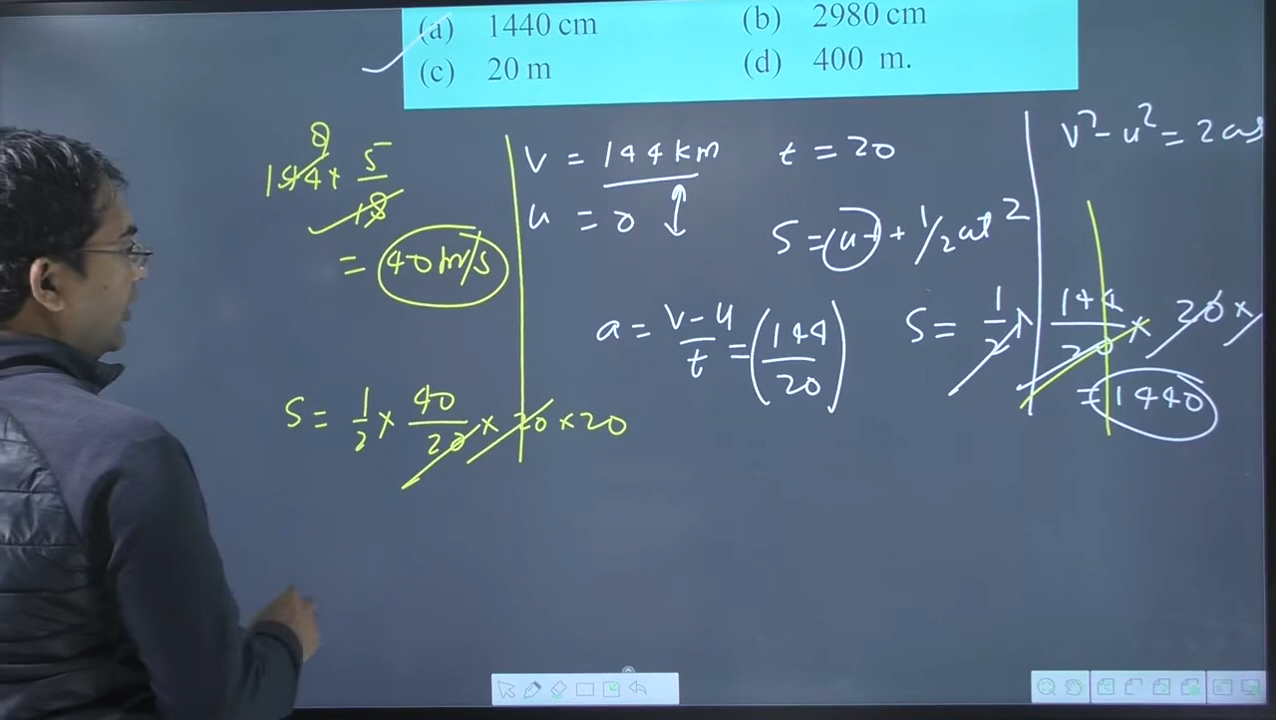 (a) 1440 cm (b) 2980 cm
(c) 20 m (d) 400 m.
8
144 × 5/18
= 40 m/s
S = 1/2 × 40/20 × 20 × 20
V = 144 km t = 20
u = 0
S = ut + 1/2 at²
a = v-u/t = (144/20)
v² - u² = 2as
S = 1/2 × 144/20 × 20 ×
= 1440